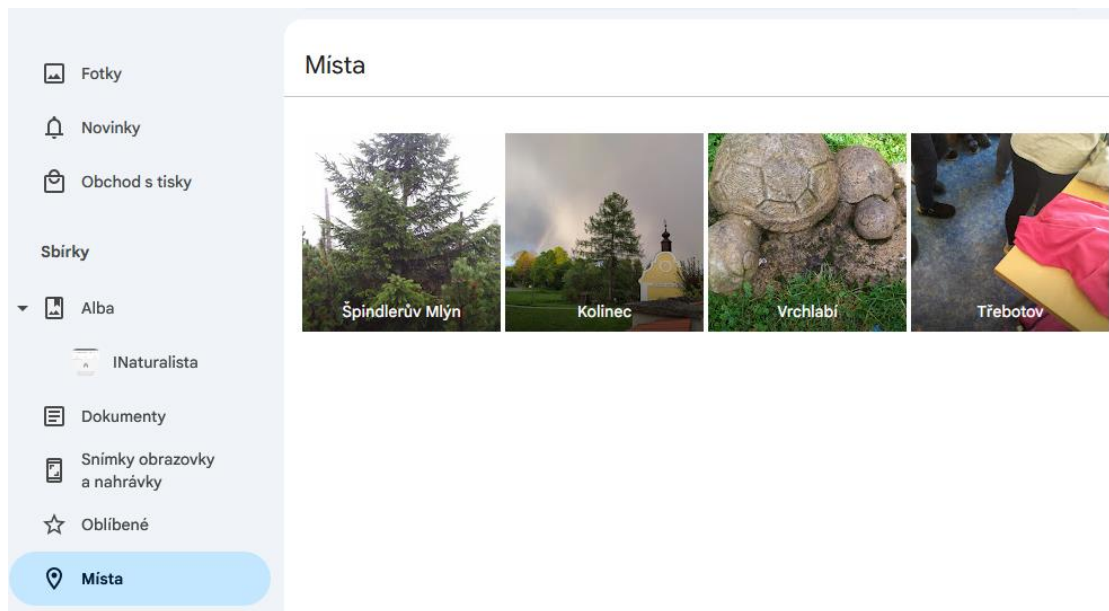 Fotky
Novinky
Obchod s tisky
Sbírky
Alba
INaturalista
Dokumenty
Snímky obrazovky
a nahrávky
Oblíbené
Místa
Místa
Špindlerův Mlýn
Kolinec
Vrchlabí
Třebotov